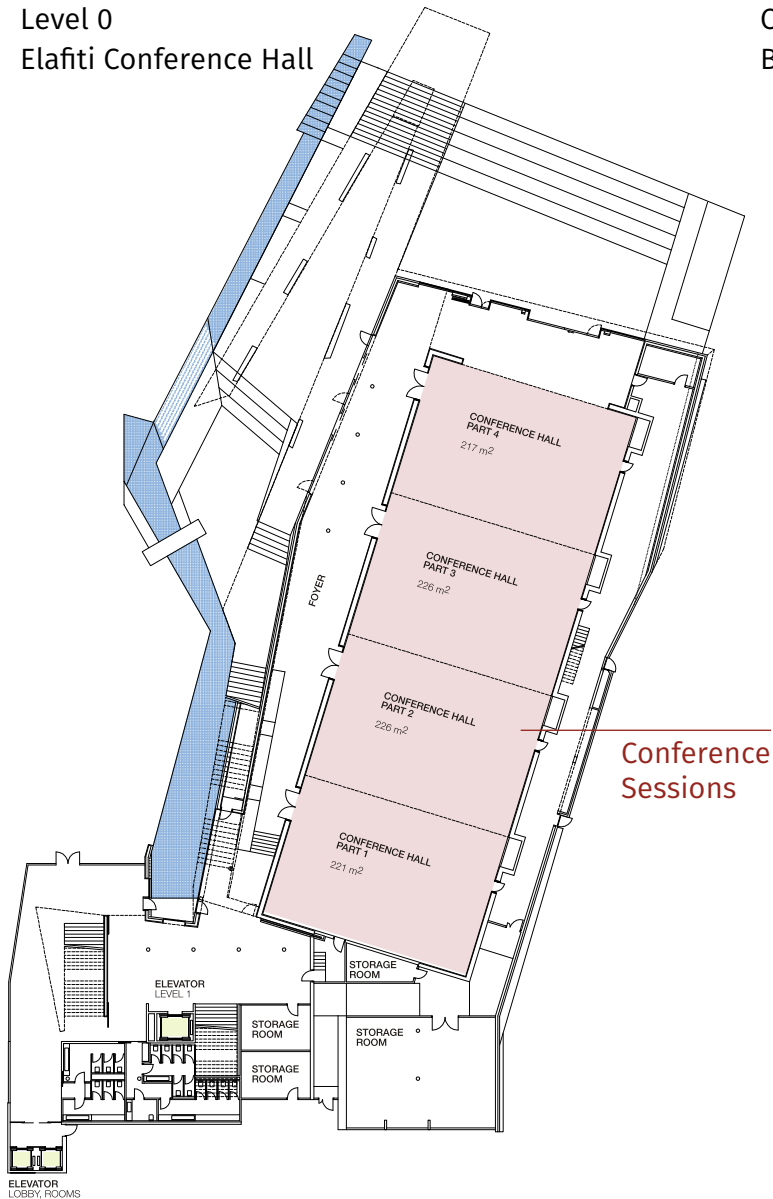 Level 0
Elafiti Conference Hall
C
B
CONFERENCE HALL
PART 4
217 m²
CONFERENCE HALL
PART 3
226 m²
FOYER
CONFERENCE HALL
PART 2
226 m²
Conference
Sessions
CONFERENCE HALL
PART 1
221 m²
STORAGE
ROOM
ELEVATOR
LEVEL 1
STORAGE
ROOM
STORAGE
ROOM
STORAGE
ROOM
ELEVATOR
LOBBY, ROOMS